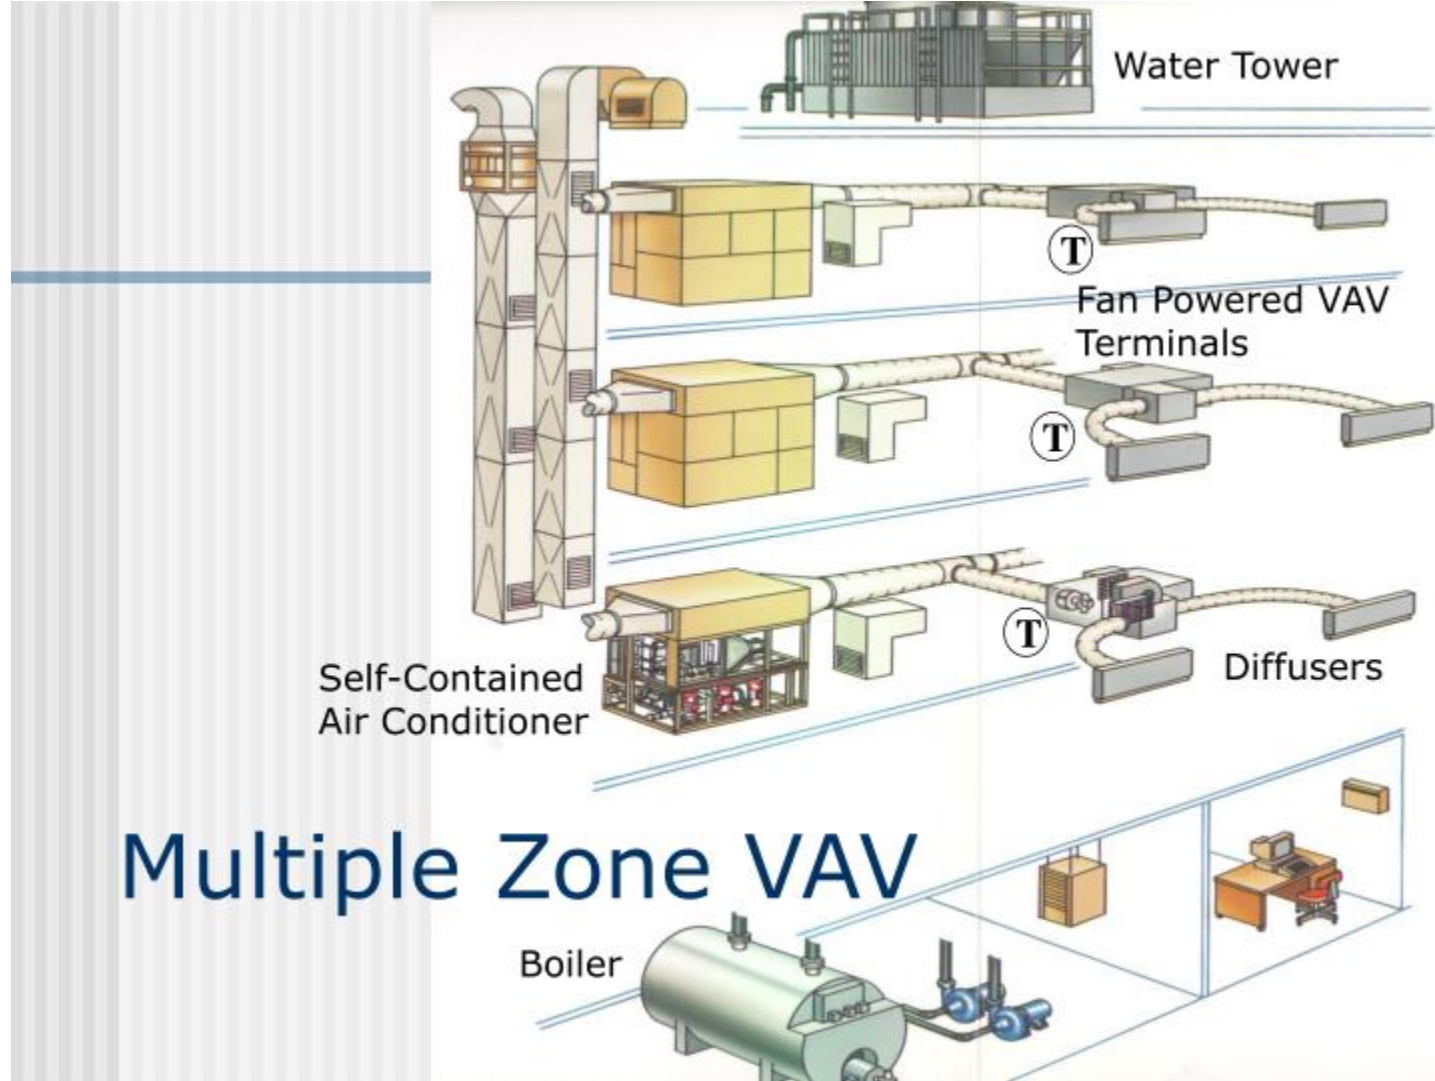 Water Tower
T
Fan Powered VAV
Terminals
T
T
Self-Contained
Air Conditioner
Diffusers
Multiple Zone VAV
Boiler